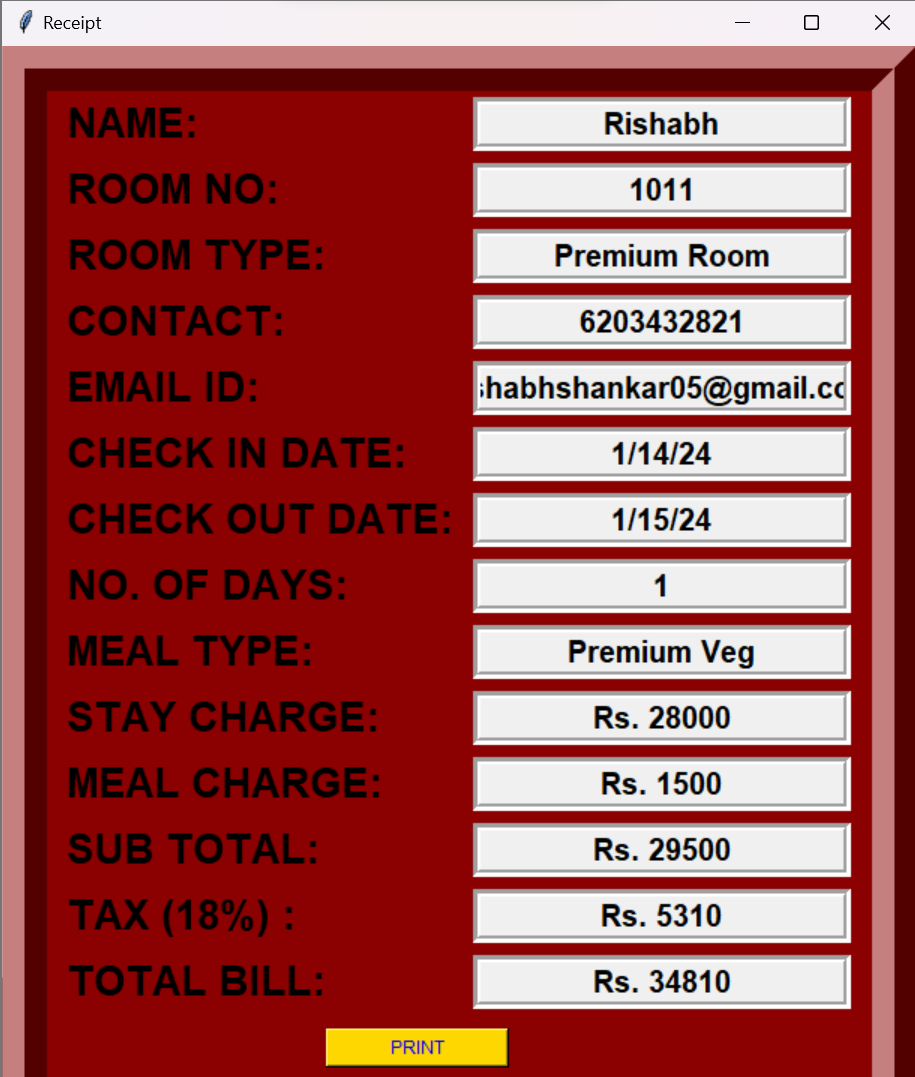 Receipt
NAME: Rishabh
ROOM NO: 1011
ROOM TYPE: Premium Room
CONTACT: 6203432821
EMAIL ID: shabhshankar05@gmail.co
CHECK IN DATE: 1/14/24
CHECK OUT DATE: 1/15/24
NO. OF DAYS: 1
MEAL TYPE: Premium Veg
STAY CHARGE: Rs. 28000
MEAL CHARGE: Rs. 1500
SUB TOTAL: Rs. 29500
TAX (18%) : Rs. 5310
TOTAL BILL: Rs. 34810
PRINT